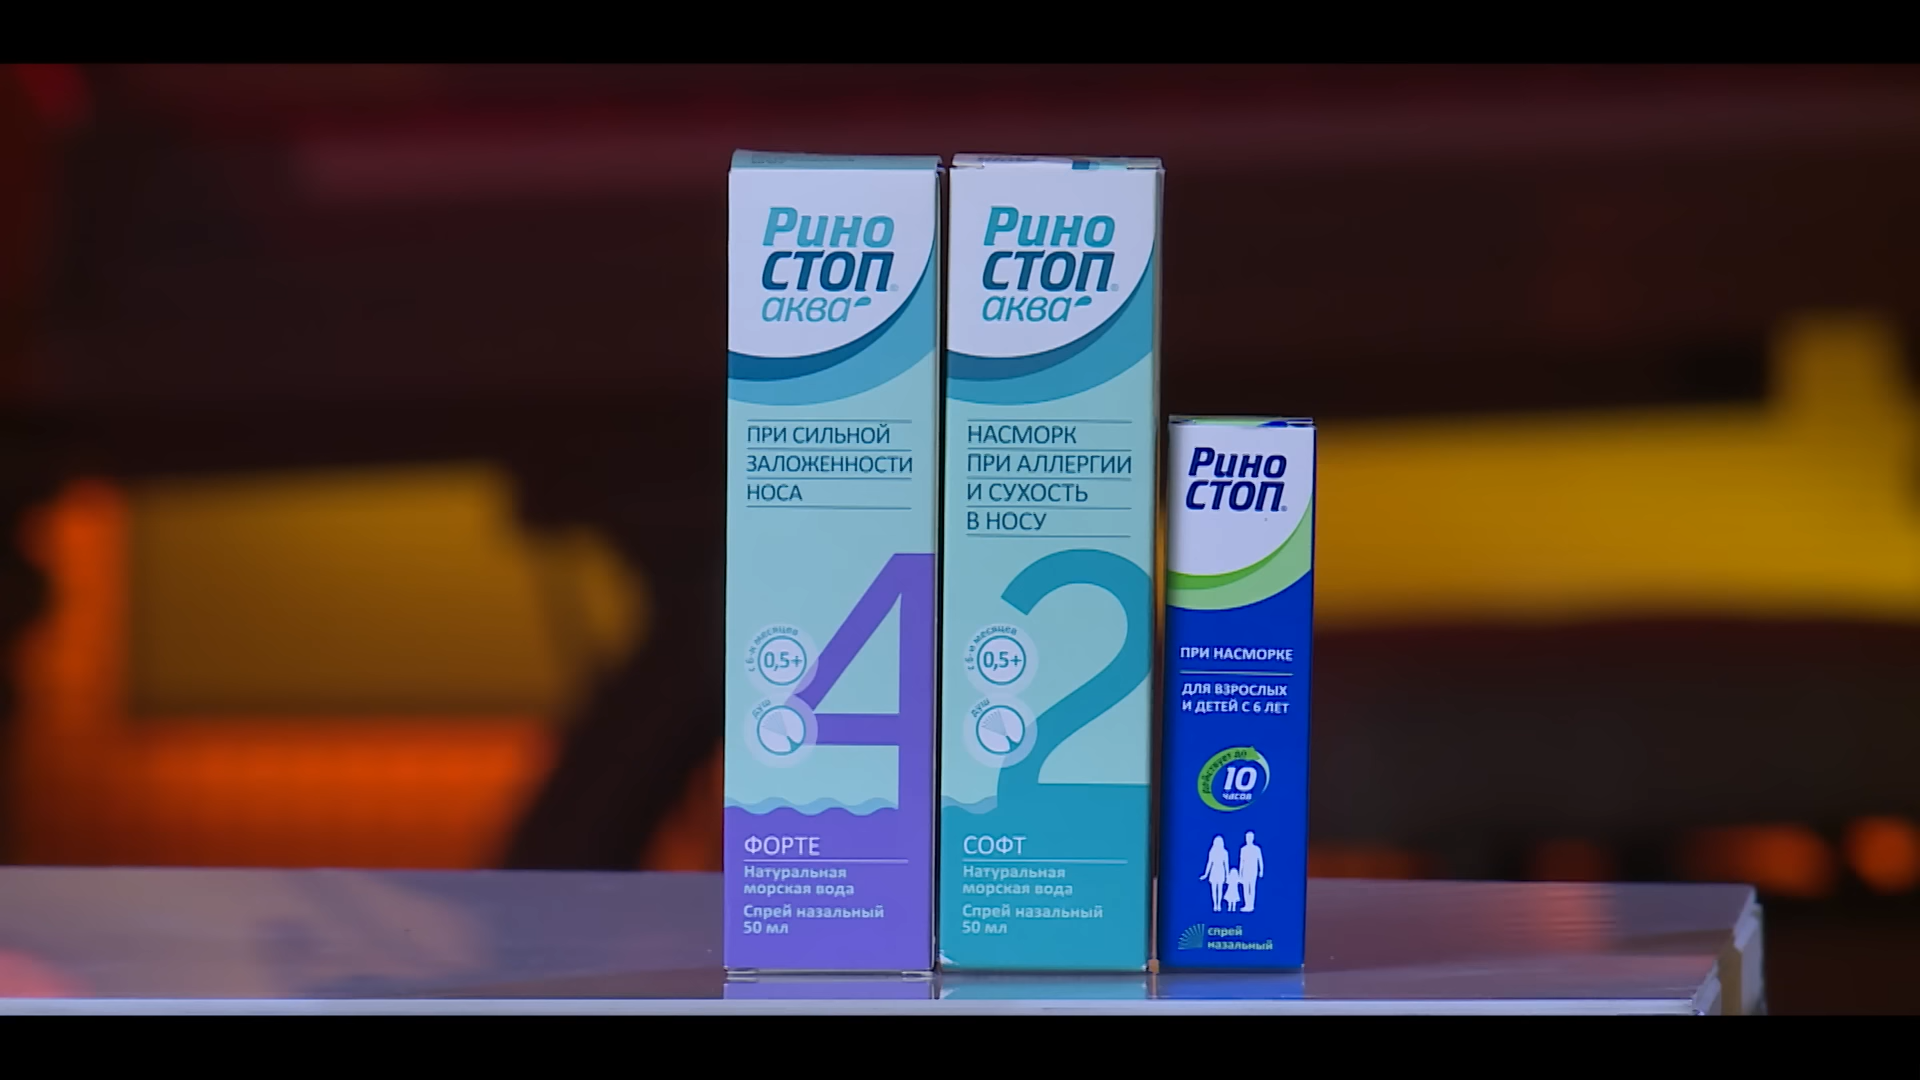 Рино
СТОП
аква
ПРИ СИЛЬНОЙ
ЗАЛОЖЕННОСТИ
НОСА
4
с 6-и месяцев
0,5+
душ
ФОРТЕ
Натуральная
морская вода
Спрей назальный
50 мл
Рино
СТОП
аква
НАСМОРК
ПРИ АЛЛЕРГИИ
И СУХОСТЬ
В НОСУ
2
с 6-и месяцев
0,5+
душ
СОФТ
Натуральная
морская вода
Спрей назальный
50 мл
Рино
СТОП
ПРИ НАСМОРКЕ
ДЛЯ ВЗРОСЛЫХ
И ДЕТЕЙ С 6 ЛЕТ
действует до
10
часов
спрей
назальный